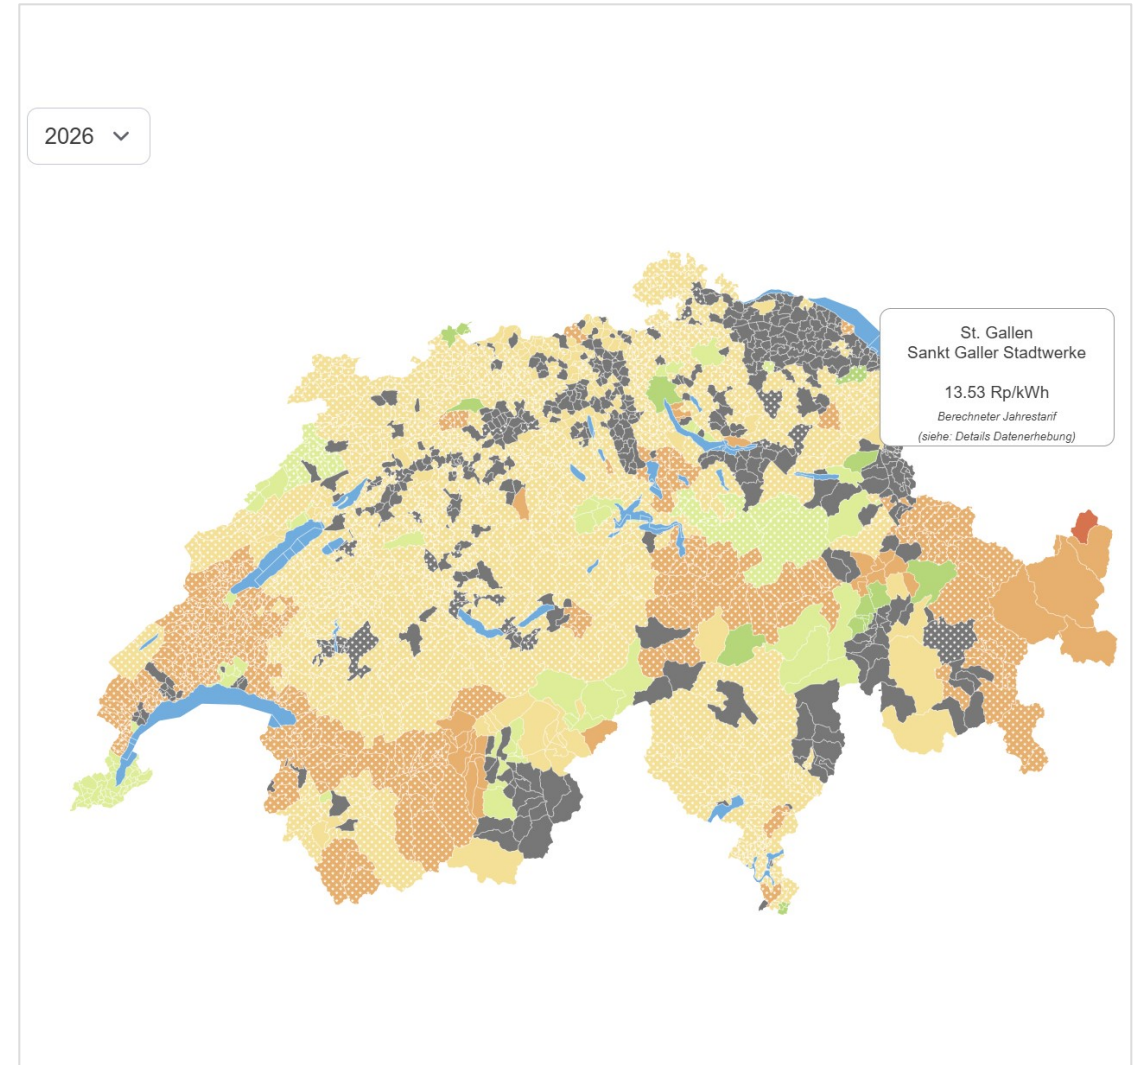 2026
St. Gallen
Sankt Galler Stadtwerke
13.53 Rp/kWh
Berechneter Jahrestarif
(siehe: Details Datenerhebung)